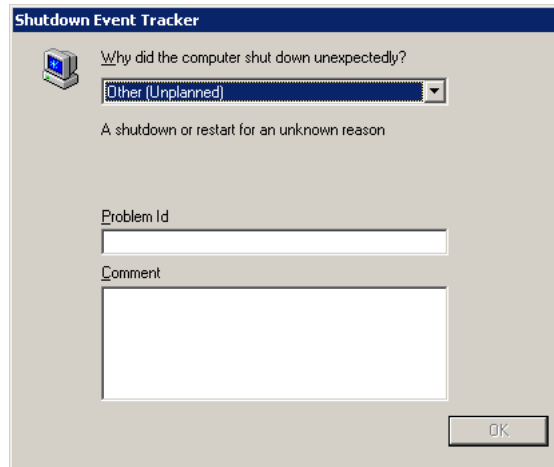 Shutdown Event Tracker
Why did the computer shut down unexpectedly?
Other (Unplanned)
A shutdown or restart for an unknown reason
Problem Id
Comment
OK